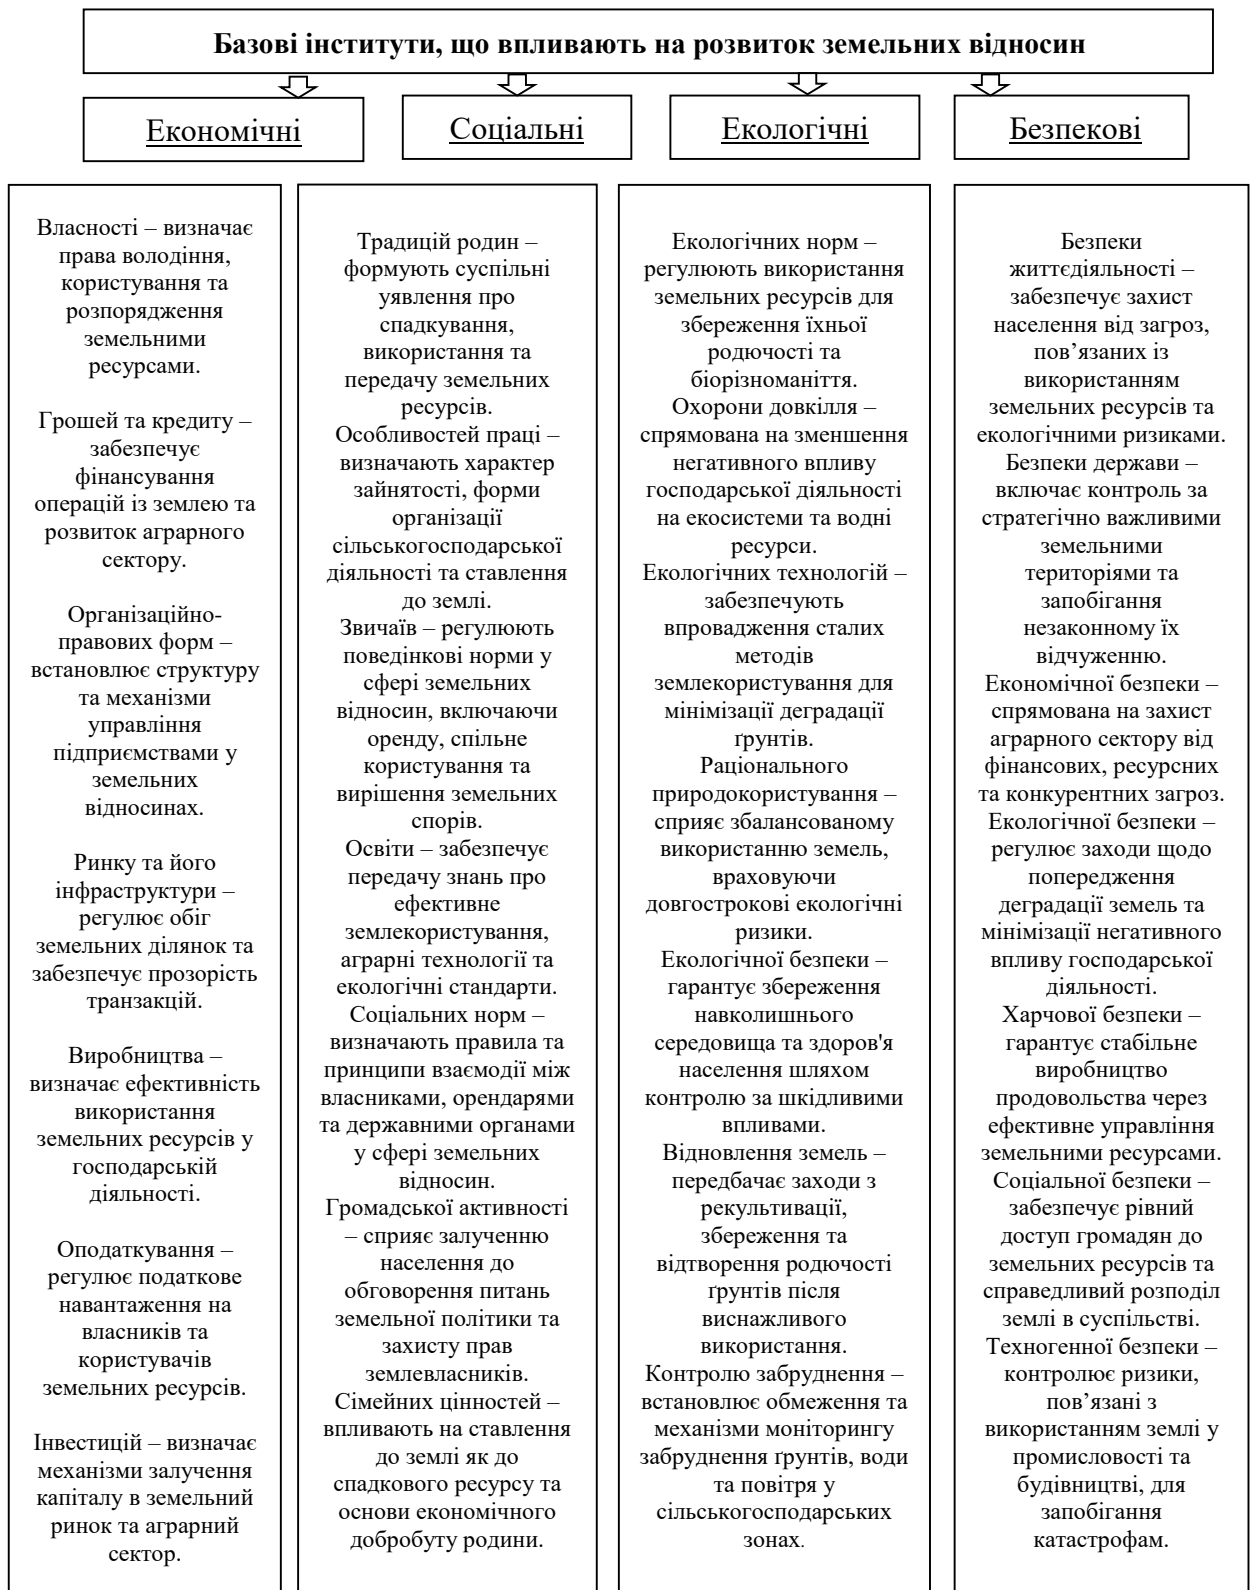 Базові інститути, що впливають на розвиток земельних відносин
Економічні
Соціальні
Екологічні
Безпекові
Власності – визначає
права володіння,
користування та
розпорядження
земельними
ресурсами.
Грошей та кредиту –
забезпечує
фінансування
операцій із землею та
розвиток аграрного
сектору.
Організаційно-
правових форм –
встановлює структуру
та механізми
управління
підприємствами у
земельних
відносинах.
Ринку та його
інфраструктури –
регулює обіг
земельних ділянок та
забезпечує прозорість
транзакцій.
Виробництва –
визначає ефективність
використання
земельних ресурсів у
господарській
діяльності.
Оподаткування –
регулює податкове
навантаження на
власників та
користувачів
земельних ресурсів.
Інвестицій – визначає
механізми залучення
капіталу в земельний
ринок та аграрний
сектор.
Традицій родин –
формують суспільні
уявлення про
спадкування,
використання та
передачу земельних
ресурсів.
Особливостей праці –
визначають характер
зайнятості, форми
організації
сільськогосподарської
діяльності та ставлення
до землі.
Звичаїв – регулюють
поведінкові норми у
сфері земельних
відносин, включаючи
оренду, спільне
користування та
вирішення земельних
спорів.
Освіти – забезпечує
передачу знань про
ефективне
землекористування,
аграрні технології та
екологічні стандарти.
Соціальних норм –
визначають правила та
принципи взаємодії між
власниками, орендарями
та державними органами
у сфері земельних
відносин.
Громадської активності
– сприяє залученню
населення до
обговорення питань
земельної політики та
захисту прав
землевласників.
Сімейних цінностей –
впливають на ставлення
до землі як до
спадкового ресурсу та
основи економічного
добробуту родини.
Екологічних норм –
регулюють використання
земельних ресурсів для
збереження їхньої
родючості та
біорізноманіття.
Охорони довкілля –
спрямована на зменшення
негативного впливу
господарської діяльності
на екосистеми та водні
ресурси.
Екологічних технологій –
забезпечують
впровадження сталих
методів
землекористування для
мінімізації деградації
ґрунтів.
Раціонального
природокористування –
сприяє збалансованому
використанню земель,
враховуючи
довгострокові екологічні
ризики.
Екологічної безпеки –
гарантує збереження
навколишнього
середовища та здоров'я
населення шляхом
контролю за шкідливими
впливами.
Відновлення земель –
передбачає заходи з
рекультивації,
збереження та
відтворення родючості
ґрунтів після
виснажливого
використання.
Контролю забруднення –
встановлює обмеження та
механізми моніторингу
забруднення ґрунтів, води
та повітря у
сільськогосподарських
зонах.
Безпеки
життєдіяльності –
забезпечує захист
населення від загроз,
пов’язаних із
використанням
земельних ресурсів та
екологічними ризиками.
Безпеки держави –
включає контроль за
стратегічно важливими
земельними
територіями та
запобігання
незаконному їх
відчуженню.
Економічної безпеки –
спрямована на захист
аграрного сектору від
фінансових, ресурсних
та конкурентних загроз.
Екологічної безпеки –
регулює заходи щодо
попередження
деградації земель та
мінімізації негативного
впливу господарської
діяльності.
Харчової безпеки –
гарантує стабільне
виробництво
продовольства через
ефективне управління
земельними ресурсами.
Соціальної безпеки –
забезпечує рівний
доступ громадян до
земельних ресурсів та
справедливий розподіл
землі в суспільстві.
Техногенної безпеки –
контролює ризики,
пов’язані з
використанням землі у
промисловості та
будівництві, для
запобігання
катастрофам.